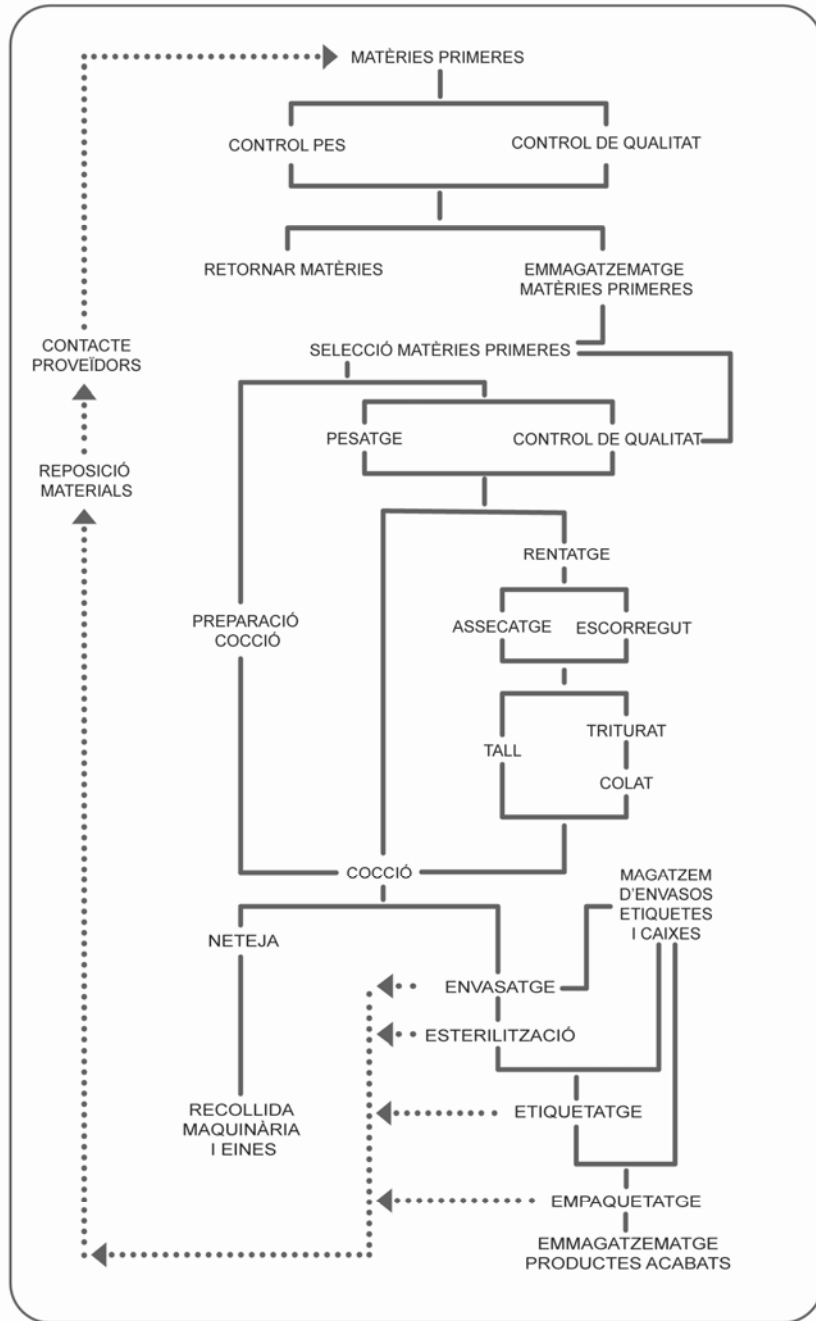 MATÈRIES PRIMERES
CONTROL PES
CONTROL DE QUALITAT
RETORNAR MATÈRIES
EMMAGATZEMATGE
MATÈRIES PRIMERES
CONTACTE
PROVEÏDORS
SELECCIÓ MATÈRIES PRIMERES
PESATGE
CONTROL DE QUALITAT
REPOSICIÓ
MATERIALS
RENTATGE
PREPARACIÓ
COCCIÓ
ASSECATGE
ESCORREGUT
TALL
TRITURAT
COLAT
COCCIÓ
MAGATZEM
D'ENVASOS
ETIQUETES
I CAIXES
NETEJA
ENVASATGE
ESTERILITZACIÓ
RECOLLIDA
MAQUINÀRIA
I EINES
ETIQUETATGE
EMPAQUETATGE
EMMAGATZEMATGE
PRODUCTES ACABATS